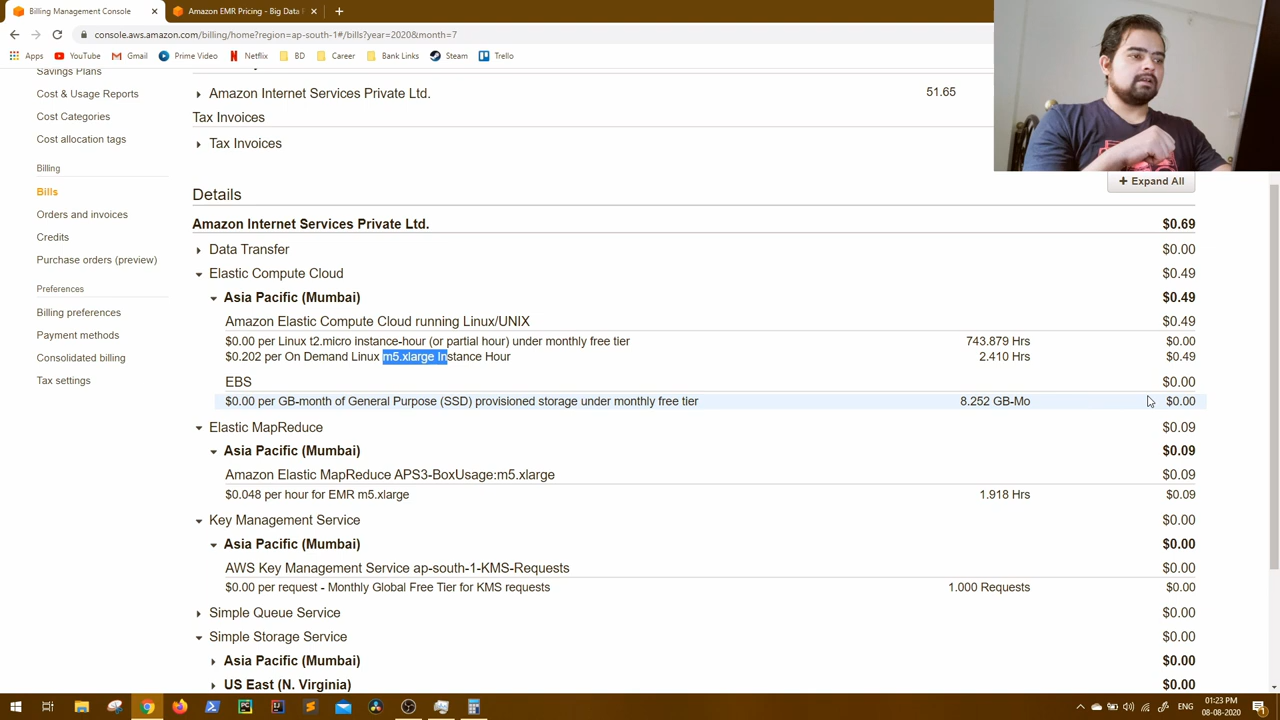 Billing Management Console
Amazon EMR Pricing - Big Data
console.aws.amazon.com/billing/home?region=ap-south-1#/bills?year=2020&month=7
Apps YouTube Gmail Prime Video Netflix BD Career Bank Links Steam Trello
Savings Plans
Cost & Usage Reports
Cost Categories
Cost allocation tags
Billing
Bills
Orders and invoices
Credits
Purchase orders (preview)
Preferences
Billing preferences
Payment methods
Consolidated billing
Tax settings
Amazon Internet Services Private Ltd. 51.65
Tax Invoices
Tax Invoices
+ Expand All
Details
Amazon Internet Services Private Ltd. $0.69
Data Transfer $0.00
Elastic Compute Cloud $0.49
Asia Pacific (Mumbai) $0.49
Amazon Elastic Compute Cloud running Linux/UNIX $0.49
$0.00 per Linux t2.micro instance-hour (or partial hour) under monthly free tier 743.879 Hrs $0.00
$0.202 per On Demand Linux m5.xlarge Instance Hour 2.410 Hrs $0.49
EBS $0.00
$0.00 per GB-month of General Purpose (SSD) provisioned storage under monthly free tier 8.252 GB-Mo $0.00
Elastic MapReduce $0.09
Asia Pacific (Mumbai) $0.09
Amazon Elastic MapReduce APS3-BoxUsage:m5.xlarge $0.09
$0.048 per hour for EMR m5.xlarge 1.918 Hrs $0.09
Key Management Service $0.00
Asia Pacific (Mumbai) $0.00
AWS Key Management Service ap-south-1-KMS-Requests $0.00
$0.00 per request - Monthly Global Free Tier for KMS requests 1.000 Requests $0.00
Simple Queue Service $0.00
Simple Storage Service $0.00
Asia Pacific (Mumbai) $0.00
US East (N. Virginia) $0.00
ENG
01:23 PM
08-08-2020